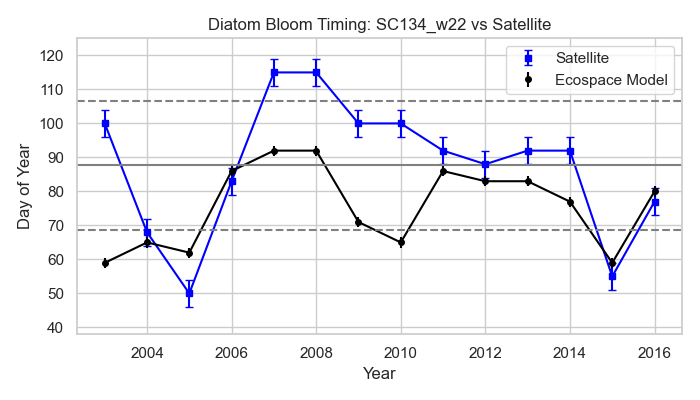 Diatom Bloom Timing: SC134_w22 vs Satellite
Satellite
Ecospace Model
Day of Year
120
110
100
90
80
70
60
50
40
2004 2006 2008 2010 2012 2014 2016
Year